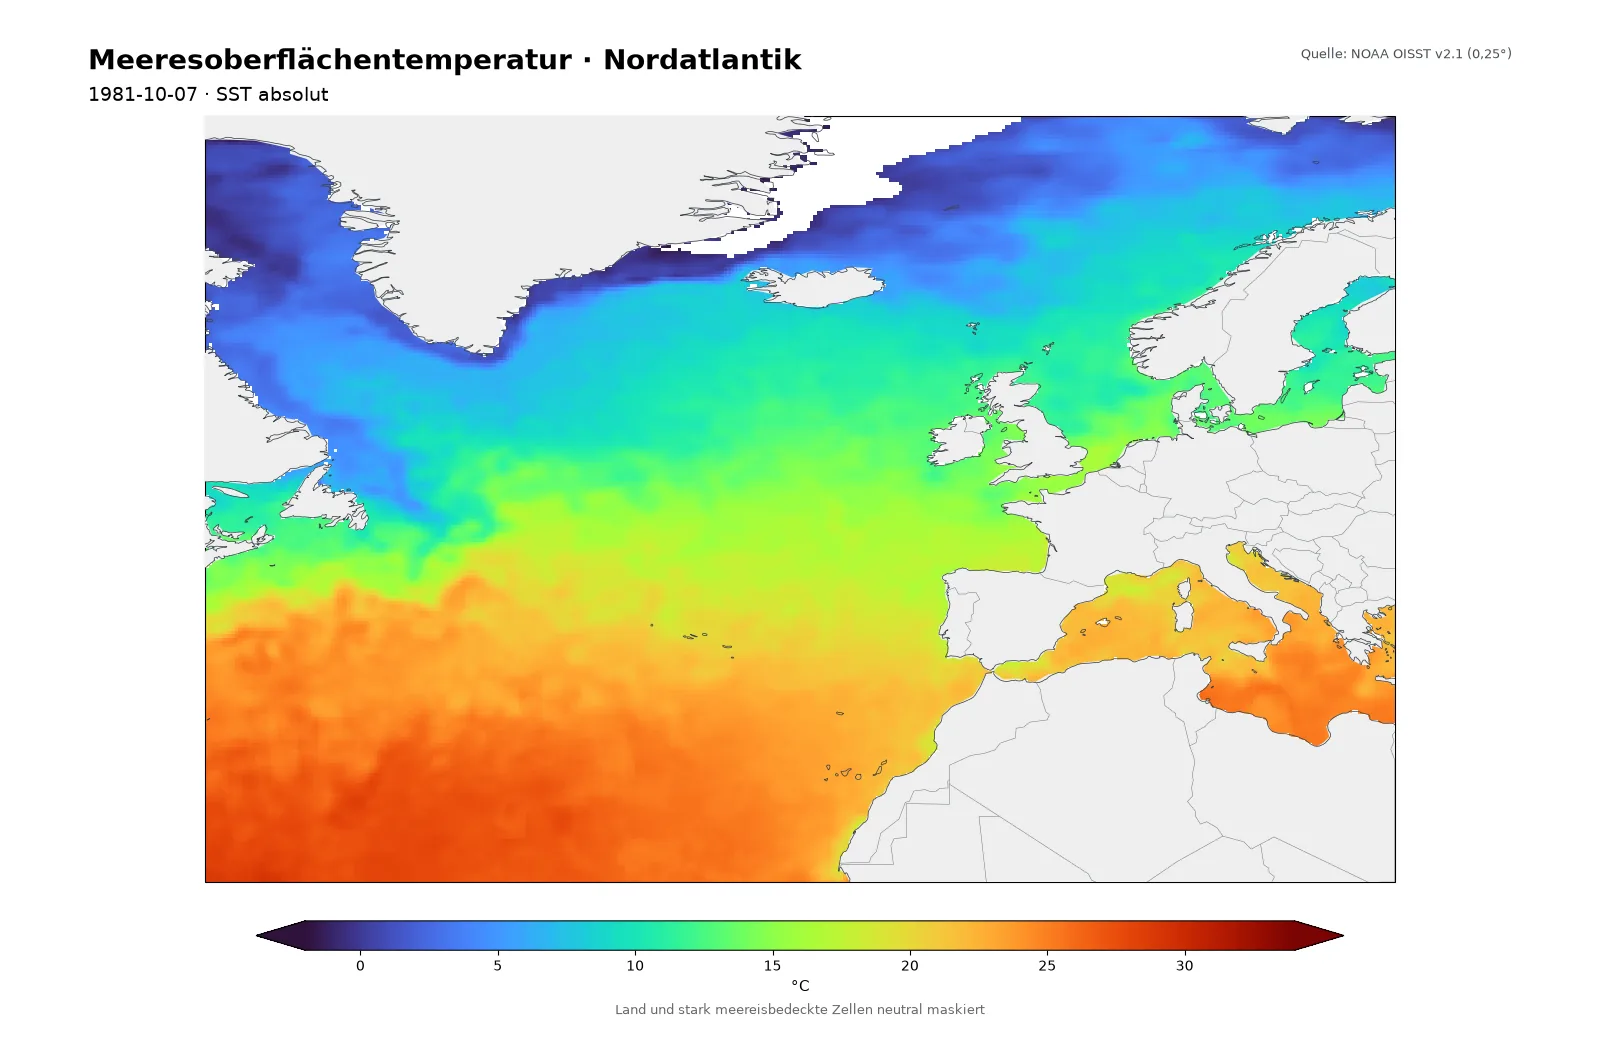 Meeresoberflächentemperatur · Nordatlantik
Quelle: NOAA OISST v2.1 (0,25°)
1981-10-07 · SST absolut
0 5 10 15 20 25 30
°C
Land und stark meereisbedeckte Zellen neutral maskiert